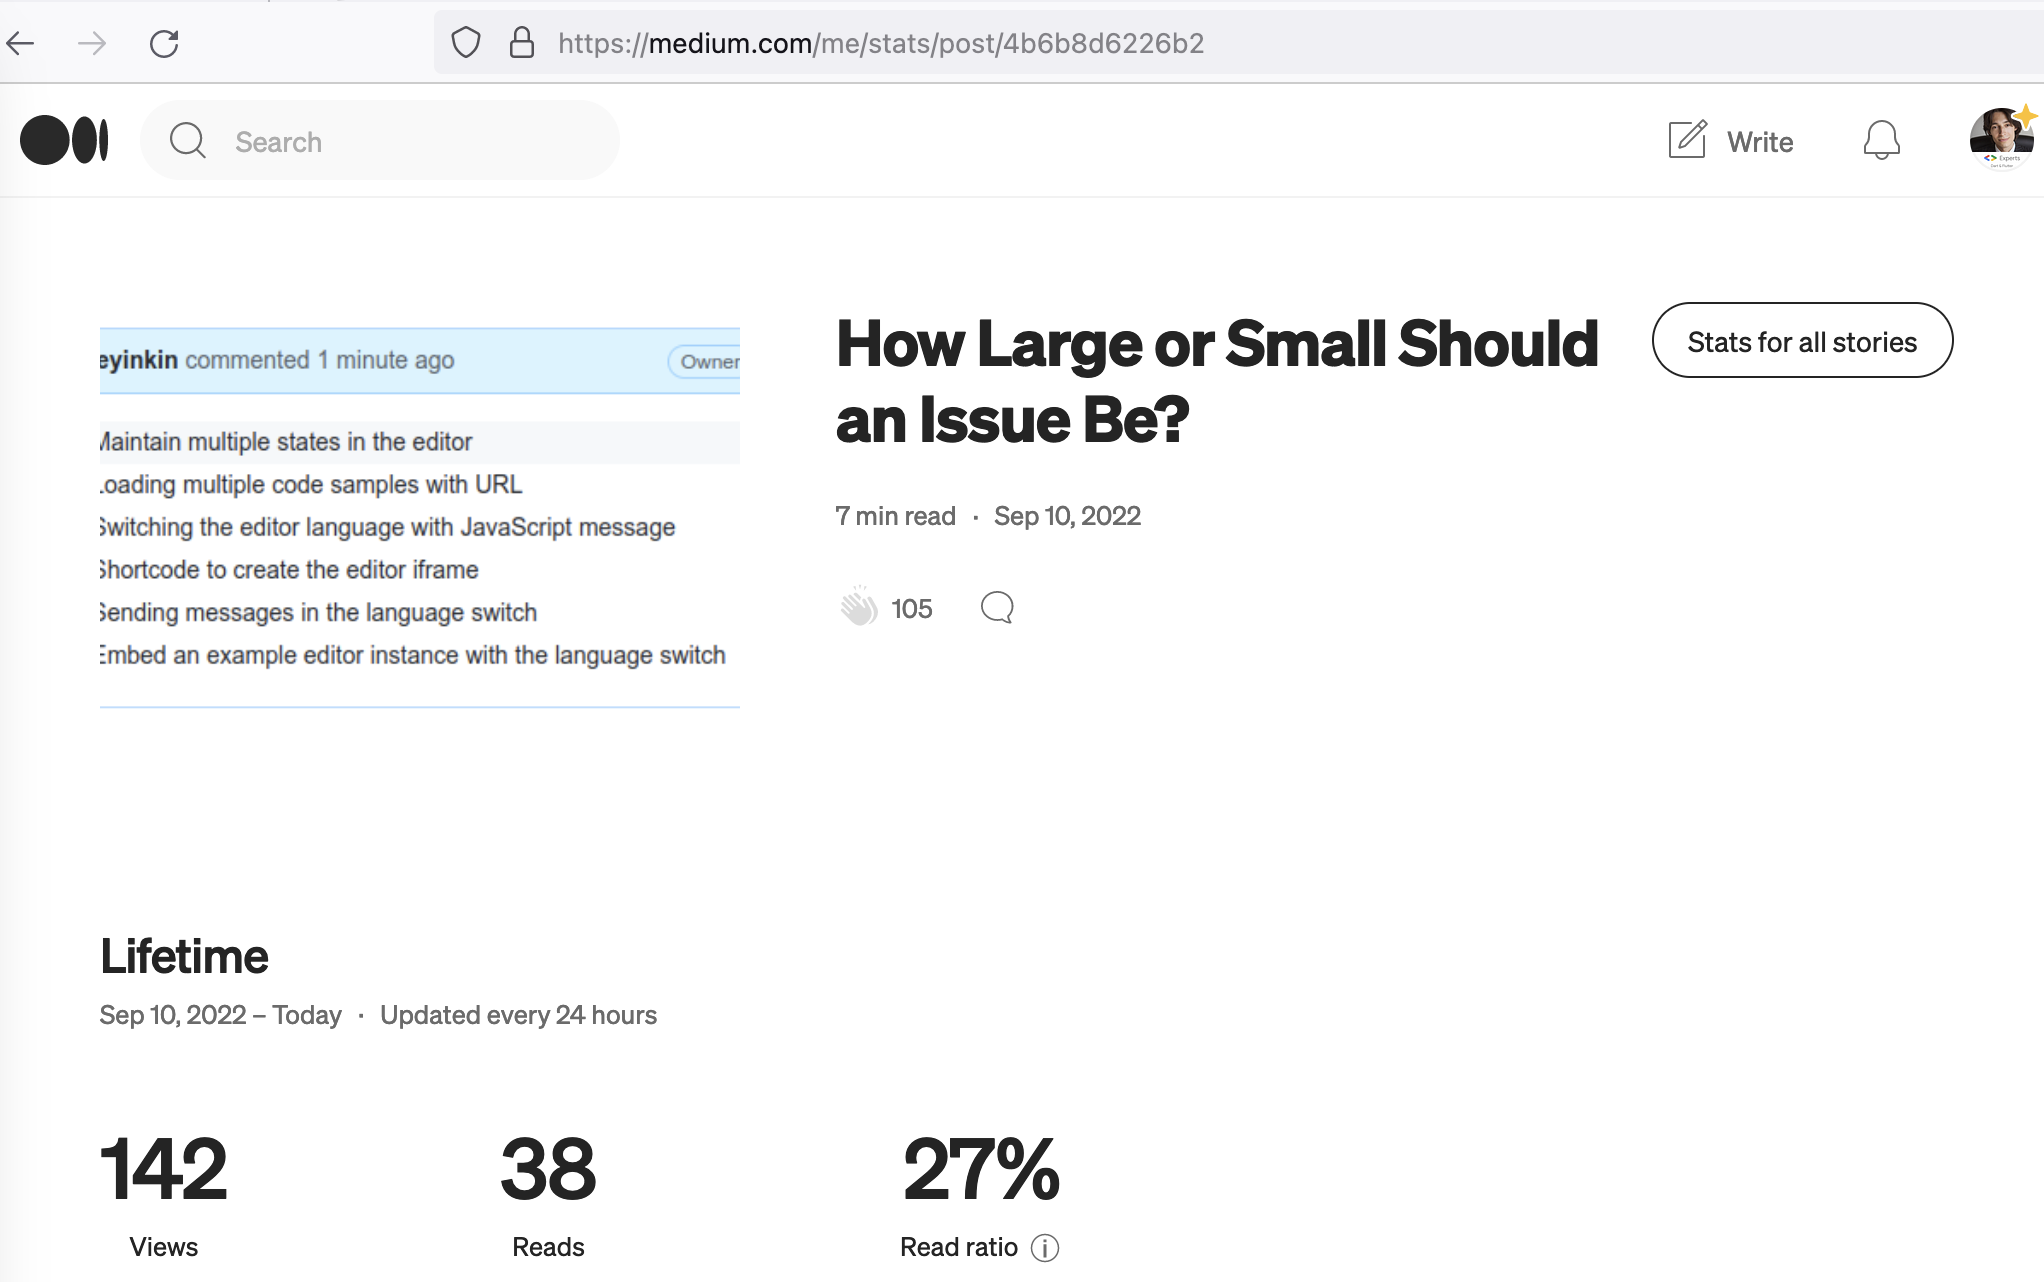 https://medium.com/me/stats/post/4b6b8d6226b2
Search
Write
Experts
How Large or Small Should
an Issue Be?
Stats for all stories
7 min read · Sep 10, 2022
105
eyinkin commented 1 minute ago Owner
Maintain multiple states in the editor
Loading multiple code samples with URL
Switching the editor language with JavaScript message
Shortcode to create the editor iframe
Sending messages in the language switch
Embed an example editor instance with the language switch
Lifetime
Sep 10, 2022 – Today · Updated every 24 hours
142
Views
38
Reads
27%
Read ratio